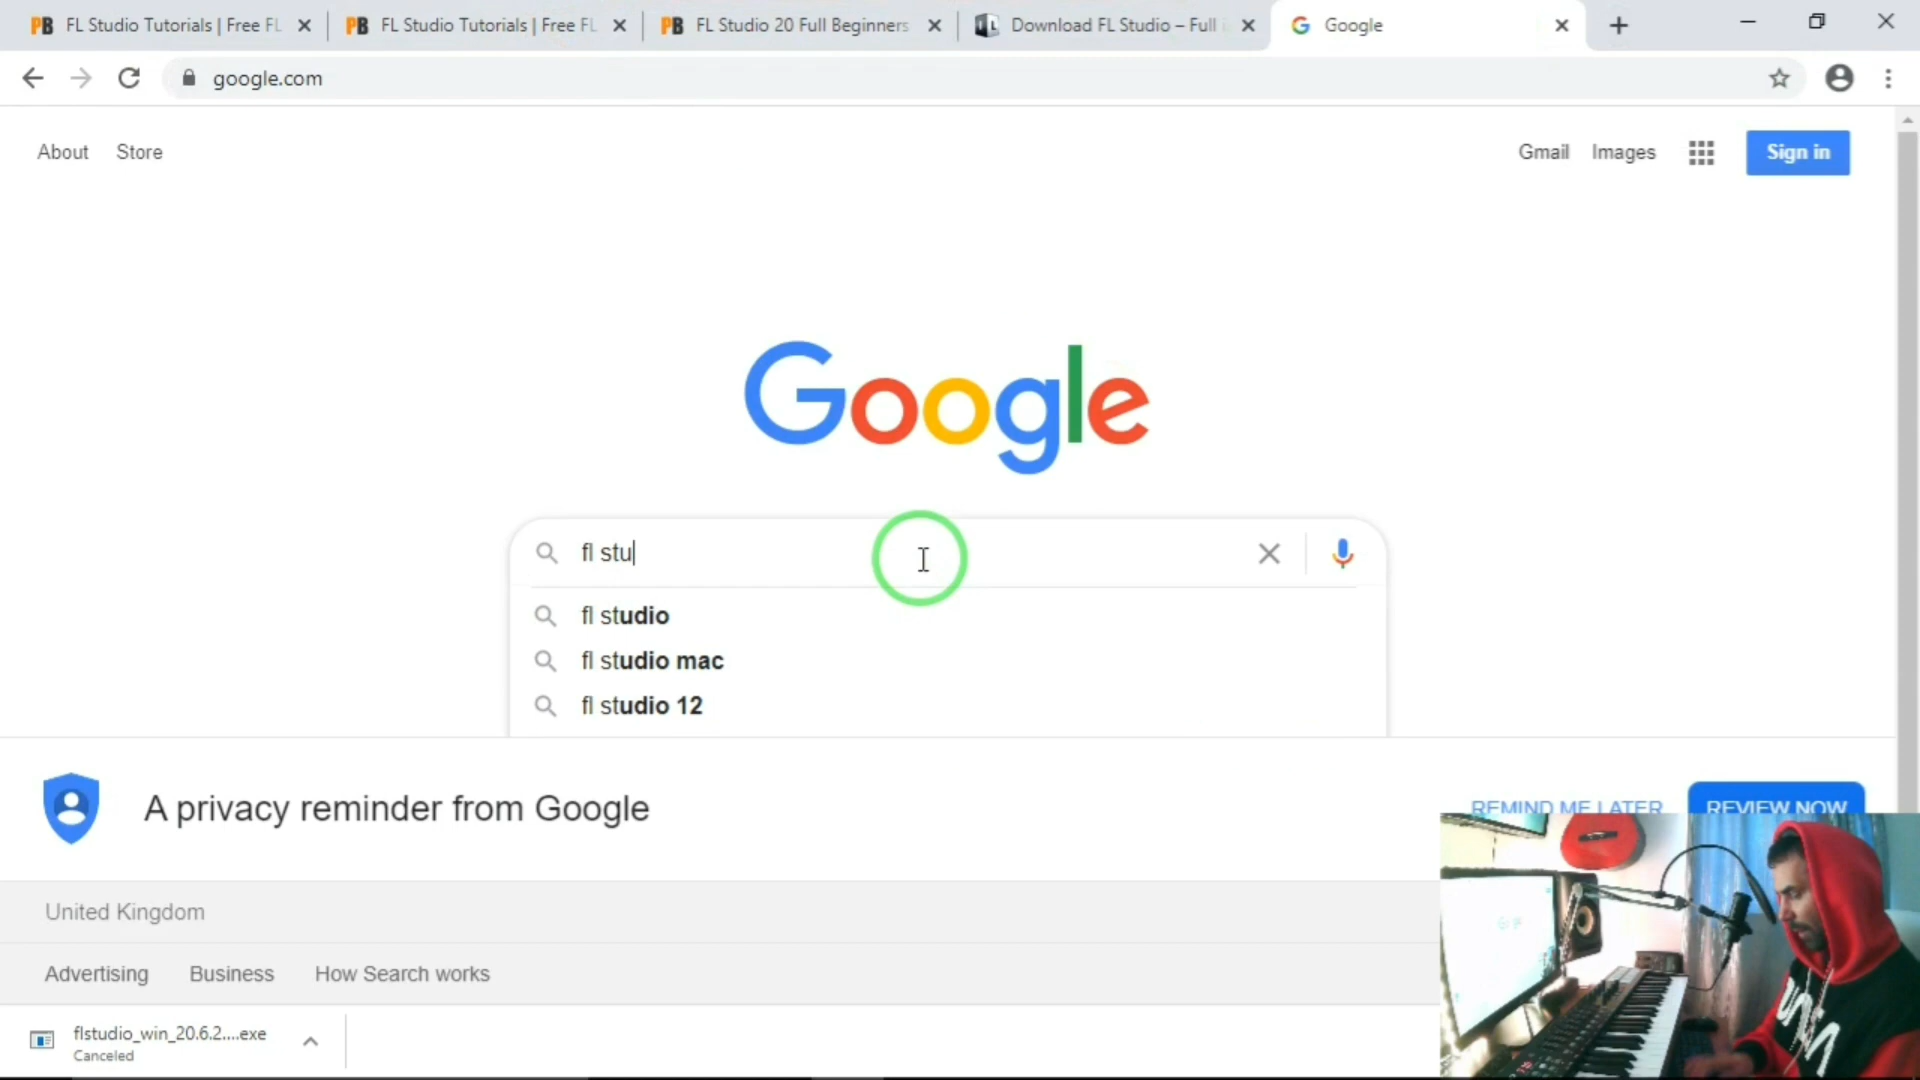 FL Studio Tutorials | Free FL
FL Studio Tutorials | Free FL
FL Studio 20 Full Beginners
Download FL Studio – Full i
Google
google.com
About Store
Gmail Images
Sign in
Google
fl stu
fl studio
fl studio mac
fl studio 12
A privacy reminder from Google
REMIND ME LATER
REVIEW NOW
United Kingdom
Advertising Business How Search works
flstudio_win_20.6.2....exe
Canceled